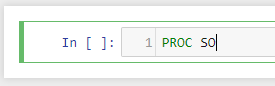 In [ ]: 1 PROC SO